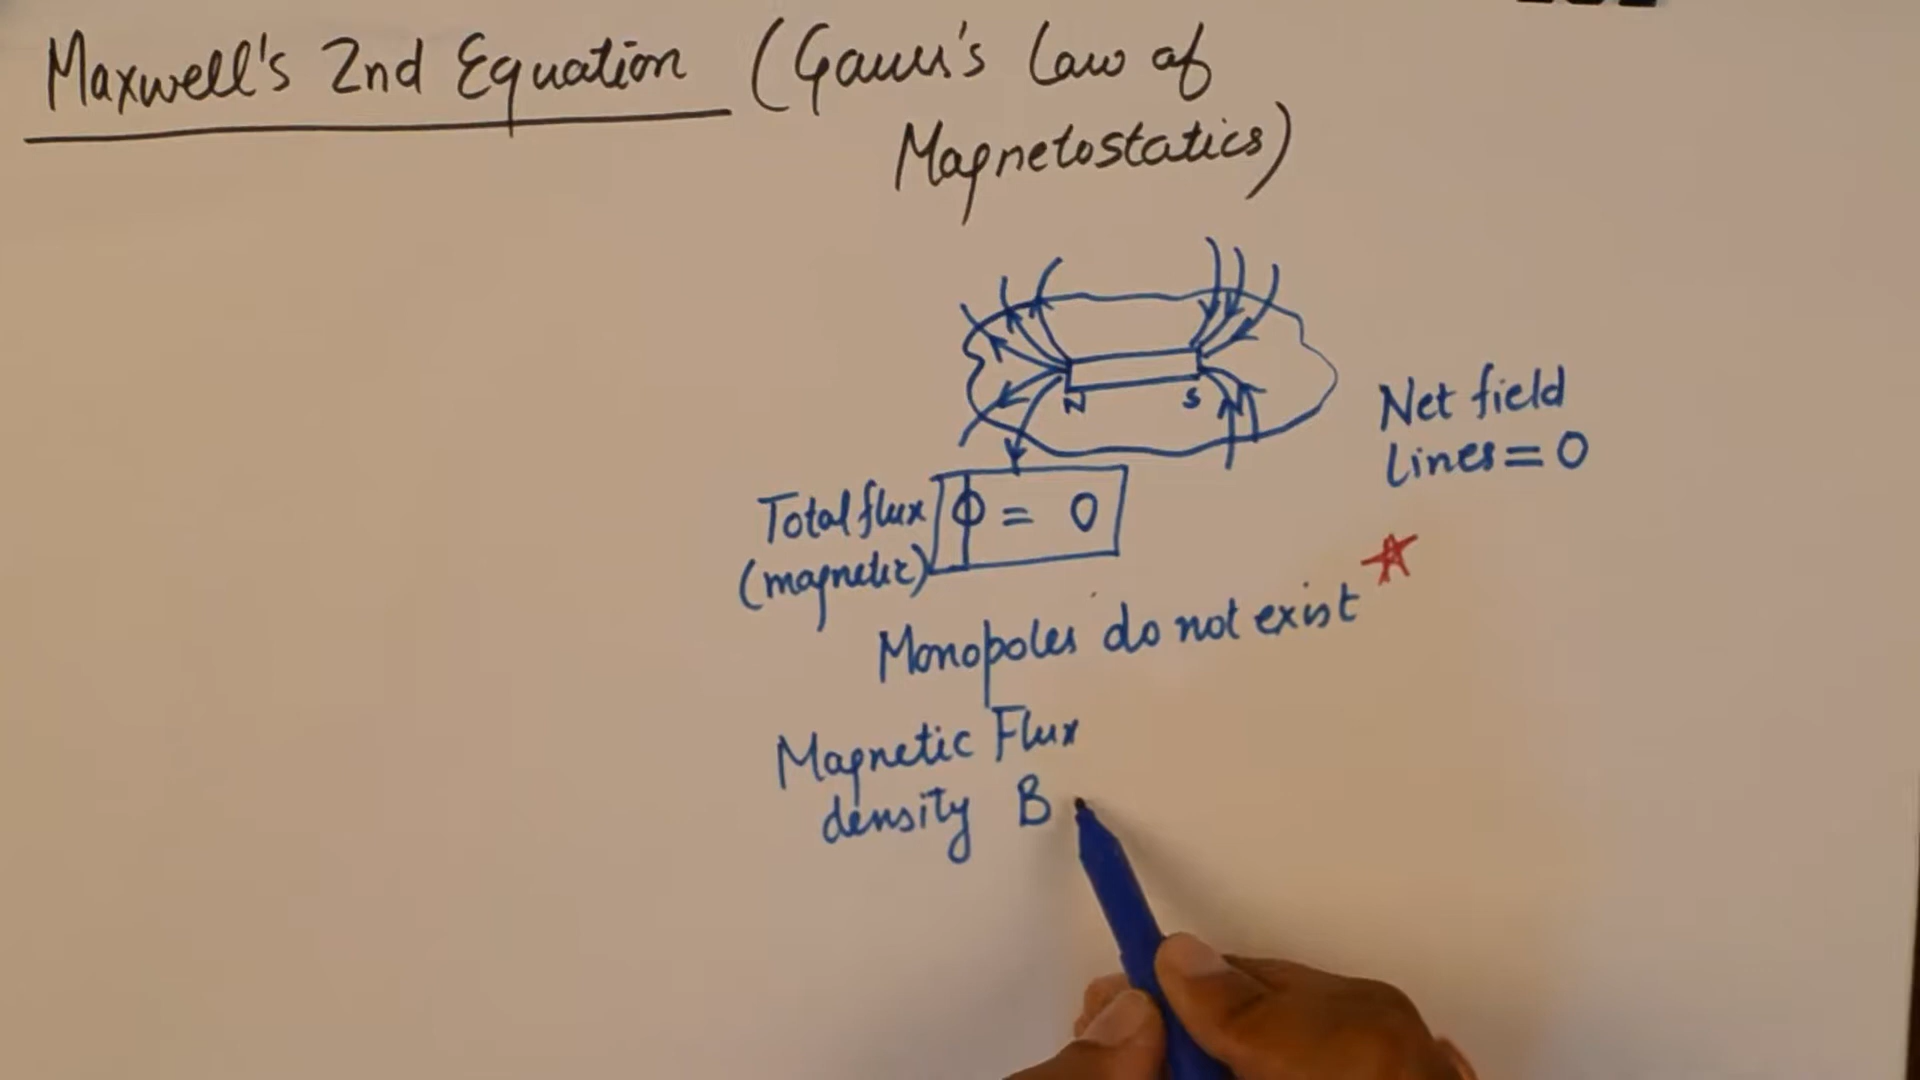 Maxwell's 2nd Equation (Gauss's Law of
Magnetostatics)
N S
Net field
Lines = 0
Total flux Φ = 0
(magnetic)
Monopoles do not exist
Magnetic Flux
density B